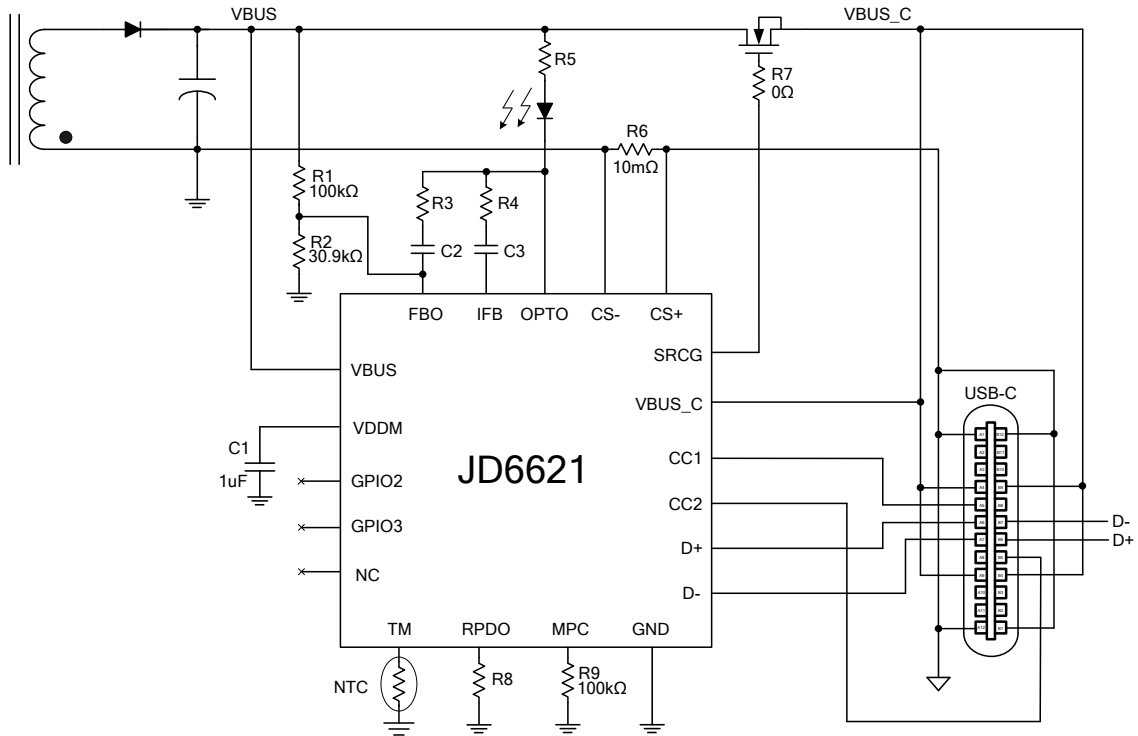 VBUS
VBUS_C
R5
R7
0Ω
R6
10mΩ
R1
100kΩ
R3
R4
R2
30.9kΩ
C2
C3
FBO
IFB
OPTO
CS-
CS+
SRCG
VBUS
VBUS_C
USB-C
VDDM
C1
1uF
JD6621
CC1
GPIO2
CC2
GPIO3
D-
D+
D+
NC
D-
TM
RPDO
MPC
GND
NTC
R8
R9
100kΩ